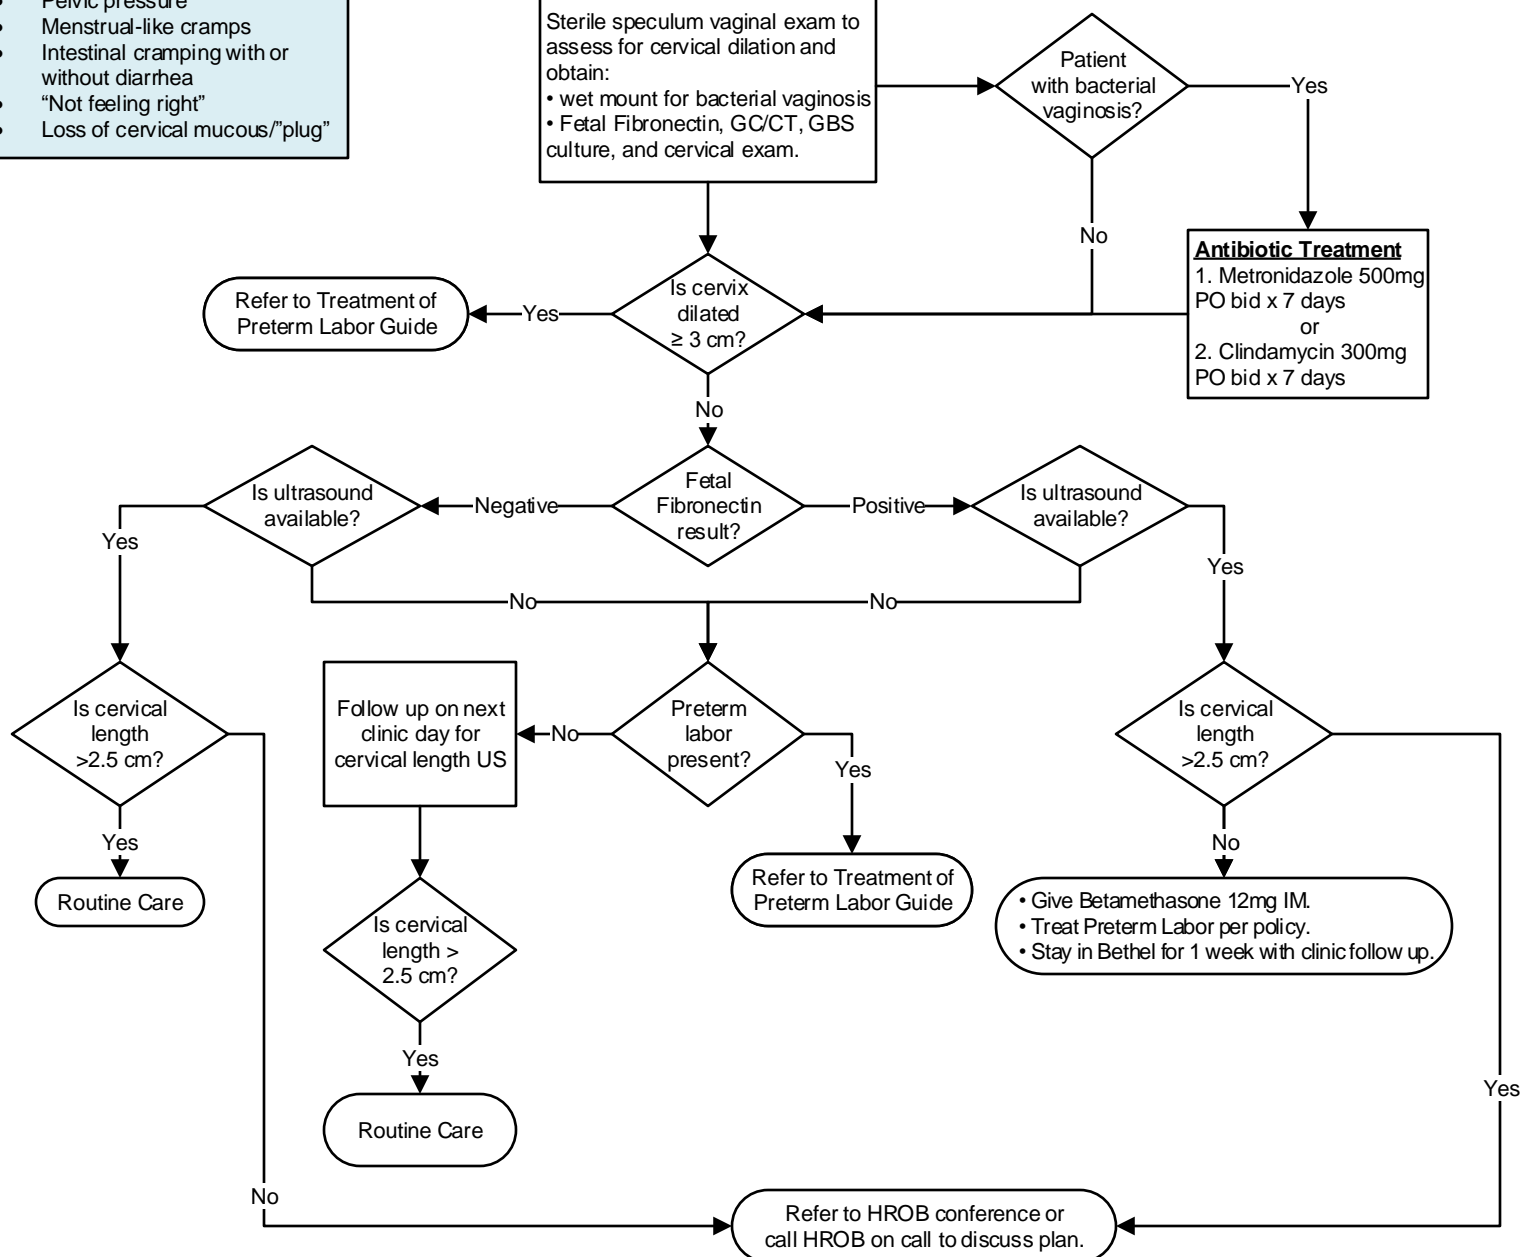 • Pelvic pressure
• Menstrual-like cramps
• Intestinal cramping with or
without diarrhea
• “Not feeling right”
• Loss of cervical mucous/”plug”
Sterile speculum vaginal exam to
assess for cervical dilation and
obtain:
• wet mount for bacterial vaginosis
• Fetal Fibronectin, GC/CT, GBS
culture, and cervical exam.
Patient
with bacterial
vaginosis?
Yes
No
Antibiotic Treatment
1. Metronidazole 500mg
PO bid x 7 days
or
2. Clindamycin 300mg
PO bid x 7 days
Refer to Treatment of
Preterm Labor Guide
Yes
Is cervix
dilated
≥ 3 cm?
No
Is ultrasound
available?
Negative
Fetal
Fibronectin
result?
Positive
Is ultrasound
available?
Yes
Yes
No
No
Is cervical
length
>2.5 cm?
Follow up on next
clinic day for
cervical length US
No
Preterm
labor
present?
Yes
Is cervical
length
>2.5 cm?
Yes
No
Routine Care
Refer to Treatment of
Preterm Labor Guide
• Give Betamethasone 12mg IM.
• Treat Preterm Labor per policy.
• Stay in Bethel for 1 week with clinic follow up.
Is cervical
length >
2.5 cm?
Yes
Yes
Routine Care
No
Refer to HROB conference or
call HROB on call to discuss plan.